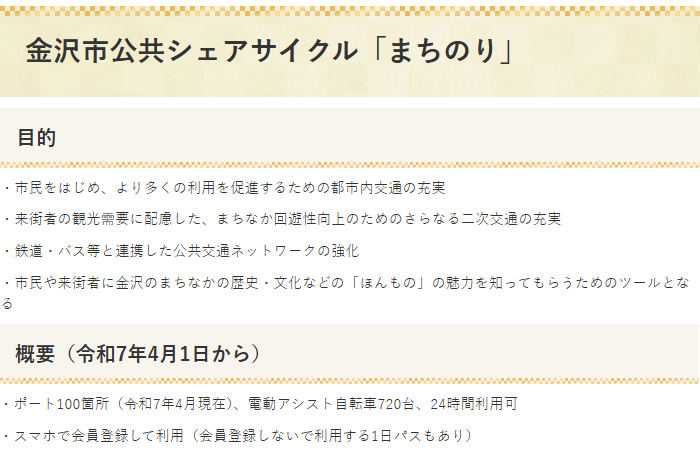 金沢市公共シェアサイクル「まちのり」
目的
・市民をはじめ、より多くの利用を促進するための都市内交通の充実
・来街者の観光需要に配慮した、まちなか回遊性向上のためのさらなる二次交通の充実
・鉄道・バス等と連携した公共交通ネットワークの強化
・市民や来街者に金沢のまちなかの歴史・文化などの「ほんもの」の魅力を知ってもらうためのツールとな
る
概要（令和7年4月1日から）
・ポート100箇所（令和7年4月現在）、電動アシスト自転車720台、24時間利用可
・スマホで会員登録して利用（会員登録しないで利用する1日パスもあり）